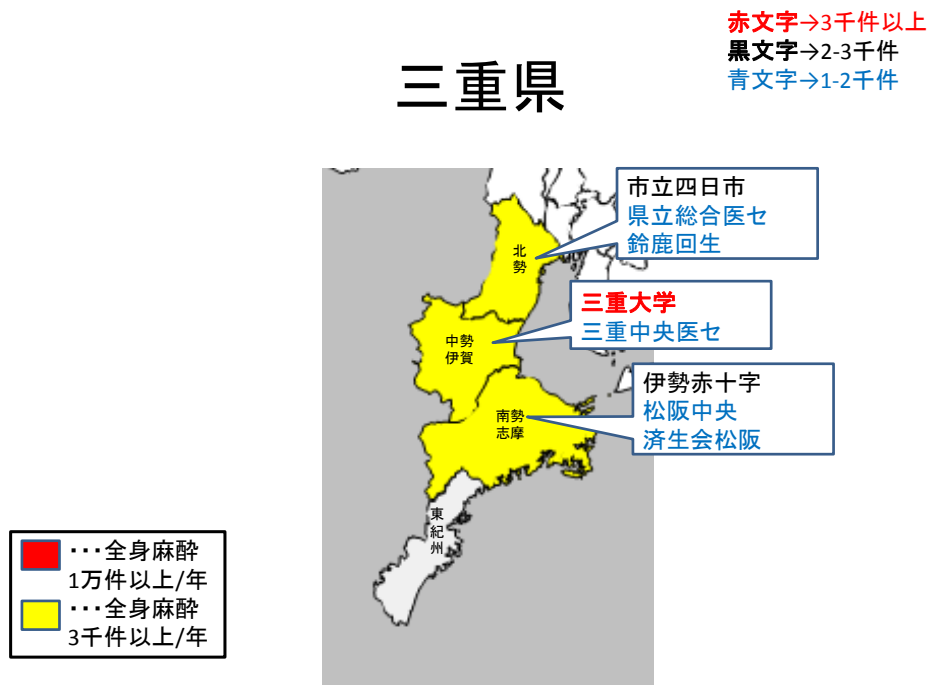 赤文字→3千件以上
黒文字→2-3千件
青文字→1-2千件
三重県
市立四日市
県立総合医セ
鈴鹿回生
北
勢
三重大学
三重中央医セ
中勢
伊賀
伊勢赤十字
松阪中央
済生会松阪
南勢
志摩
東
紀
州
・・・全身麻酔
1万件以上/年
・・・全身麻酔
3千件以上/年